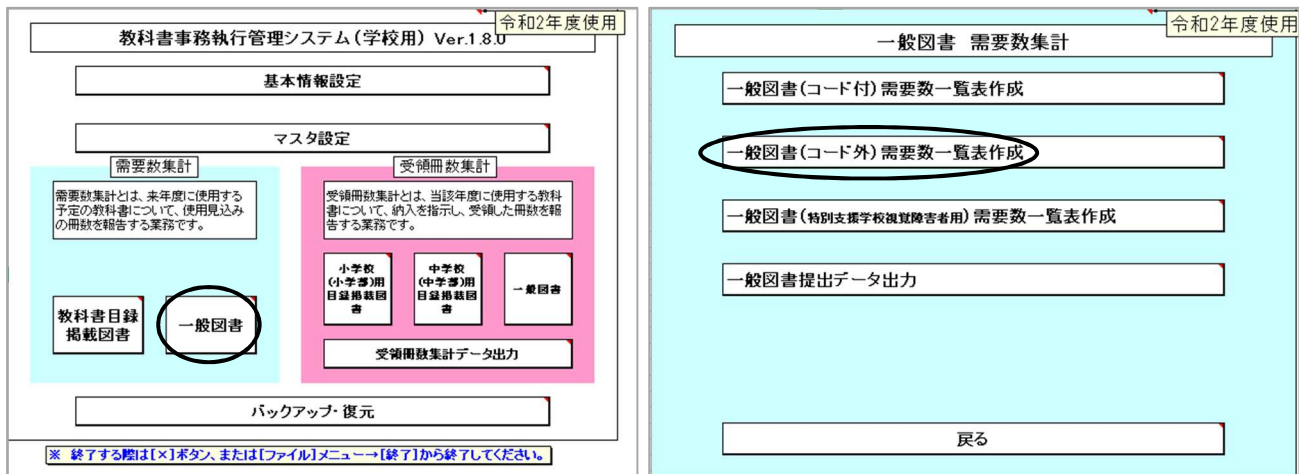 令和2年度使用
教科書事務執行管理システム(学校用) Ver.1.8.0
基本情報設定
マスタ設定
需要数集計
需要数集計とは、来年度に使用する
予定の教科書について、使用見込み
の冊数を報告する業務です。
教科書目録
掲載図書
一般図書
受領冊数集計
受領冊数集計とは、当該年度に使用する教科
書について、納入を指示し、受領した冊数を報
告する業務です。
小学校
(小学部)用
目録掲載図
書
中学校
(中学部)用
目録掲載図
書
一般図書
受領冊数集計データ出力
バックアップ・復元
※ 終了する際は[×]ボタン、または[ファイル]メニュー→[終了]から終了してください。
令和2年度使用
一般図書 需要数集計
一般図書(コード付)需要数一覧表作成
一般図書(コード外)需要数一覧表作成
一般図書(特別支援学校視覚障害者用)需要数一覧表作成
一般図書提出データ出力
戻る